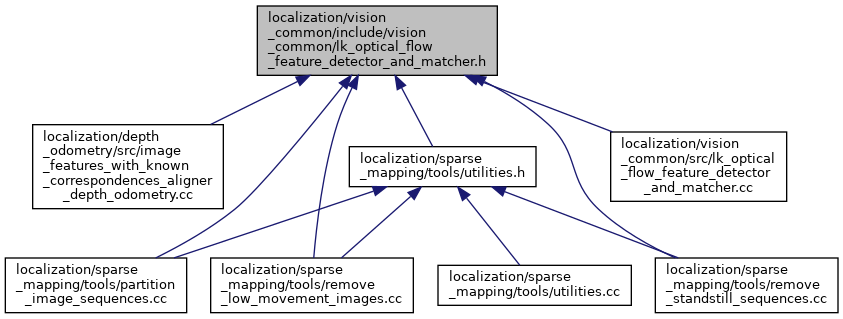 localization/vision
_common/include/vision
_common/lk_optical_flow
_feature_detector_and_matcher.h
localization/depth
_odometry/src/image
_features_with_known
_correspondences_aligner
_depth_odometry.cc
localization/sparse
_mapping/tools/utilities.h
localization/vision
_common/src/lk_optical
_flow_feature_detector
_and_matcher.cc
localization/sparse
_mapping/tools/partition
_image_sequences.cc
localization/sparse
_mapping/tools/remove
_low_movement_images.cc
localization/sparse
_mapping/tools/utilities.cc
localization/sparse
_mapping/tools/remove
_standstill_sequences.cc